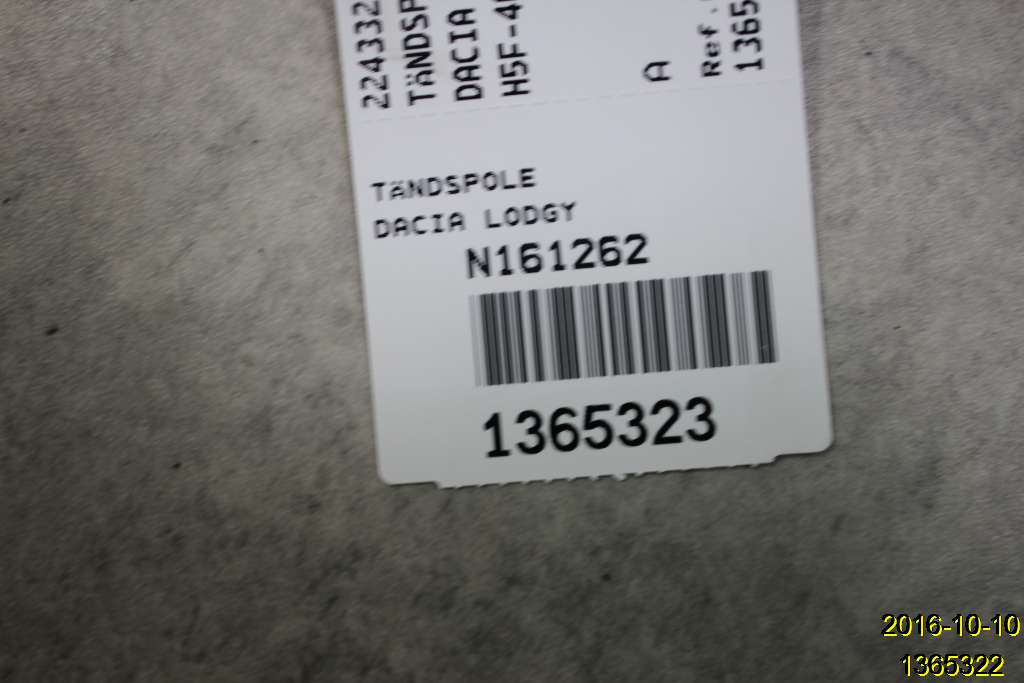 224332
TÄNDSP
DACIA
H5F-4
A
Ref.
1365
TÄNDSPOLE
DACIA LODGY
N161262
1365323
2016-10-10
1365322